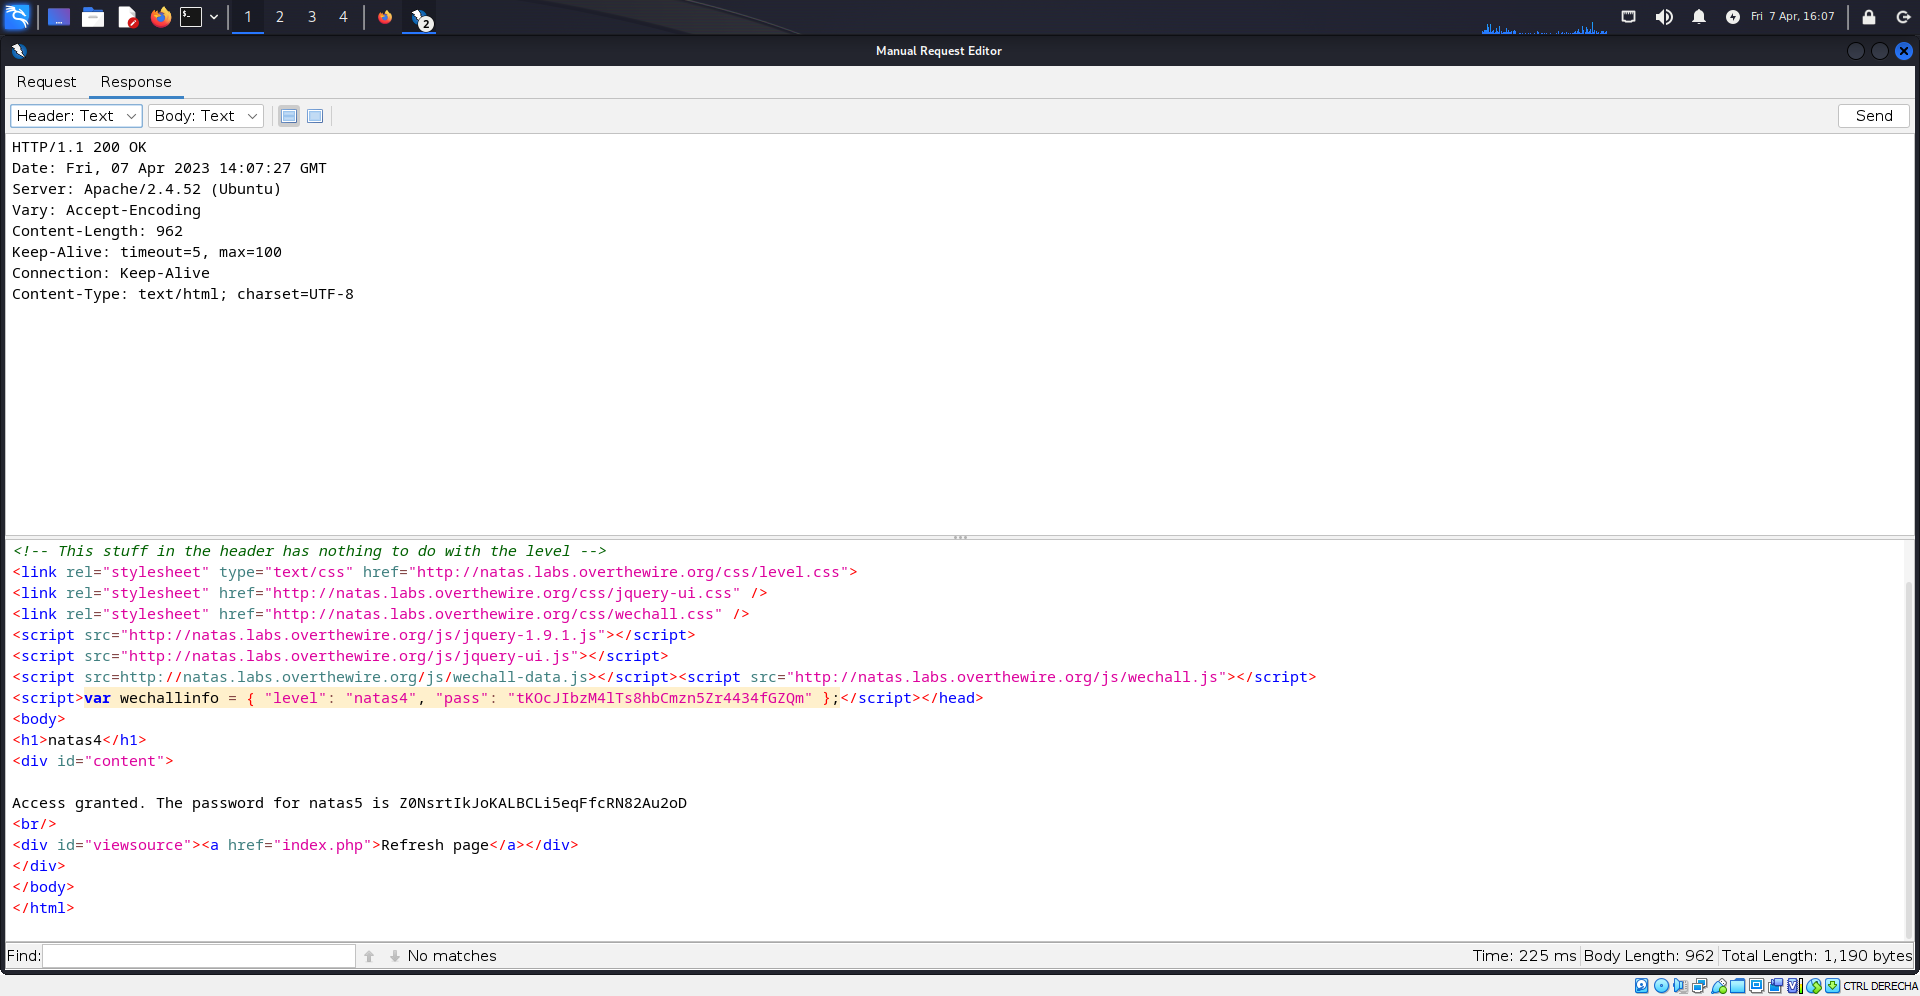 1 2 3 4 2 Fri 7 Apr, 16:07
Manual Request Editor
Request Response
Header: Text Body: Text Send
HTTP/1.1 200 OK
Date: Fri, 07 Apr 2023 14:07:27 GMT
Server: Apache/2.4.52 (Ubuntu)
Vary: Accept-Encoding
Content-Length: 962
Keep-Alive: timeout=5, max=100
Connection: Keep-Alive
Content-Type: text/html; charset=UTF-8
<!-- This stuff in the header has nothing to do with the level -->
<link rel="stylesheet" type="text/css" href="http://natas.labs.overthewire.org/css/level.css">
<link rel="stylesheet" href="http://natas.labs.overthewire.org/css/jquery-ui.css" />
<link rel="stylesheet" href="http://natas.labs.overthewire.org/css/wechall.css" />
<script src="http://natas.labs.overthewire.org/js/jquery-1.9.1.js"></script>
<script src="http://natas.labs.overthewire.org/js/jquery-ui.js"></script>
<script src=http://natas.labs.overthewire.org/js/wechall-data.js></script><script src="http://natas.labs.overthewire.org/js/wechall.js"></script>
<script>var wechallinfo = { "level": "natas4", "pass": "tKOcJIbzM4lTs8hbCmzn5Zr4434fGZQm" };</script></head>
<body>
<h1>natas4</h1>
<div id="content">
Access granted. The password for natas5 is Z0NsrtIkJoKALBCLi5eqFfcRN82Au2oD
<br/>
<div id="viewsource"><a href="index.php">Refresh page</a></div>
</div>
</body>
</html>
Find: No matches Time: 225 ms Body Length: 962 Total Length: 1,190 bytes
CTRL DERECHA